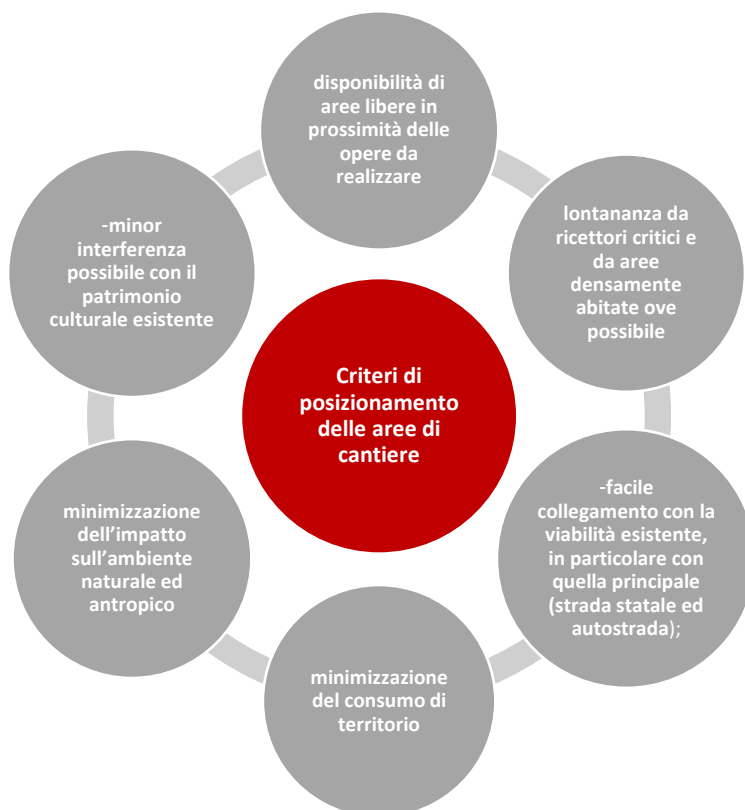 disponibilità di
aree libere in
prossimità delle
opere da
realizzare
lontananza da
ricettori critici e
da aree
densamente
abitate ove
possibile
-facile
collegamento con la
viabilità esistente,
in particolare con
quella principale
(strada statale ed
autostrada);
minimizzazione
del consumo di
territorio
minimizzazione
dell’impatto
sull’ambiente
naturale ed
antropico
-minor
interferenza
possibile con il
patrimonio
culturale esistente
Criteri di
posizionamento
delle aree di
cantiere